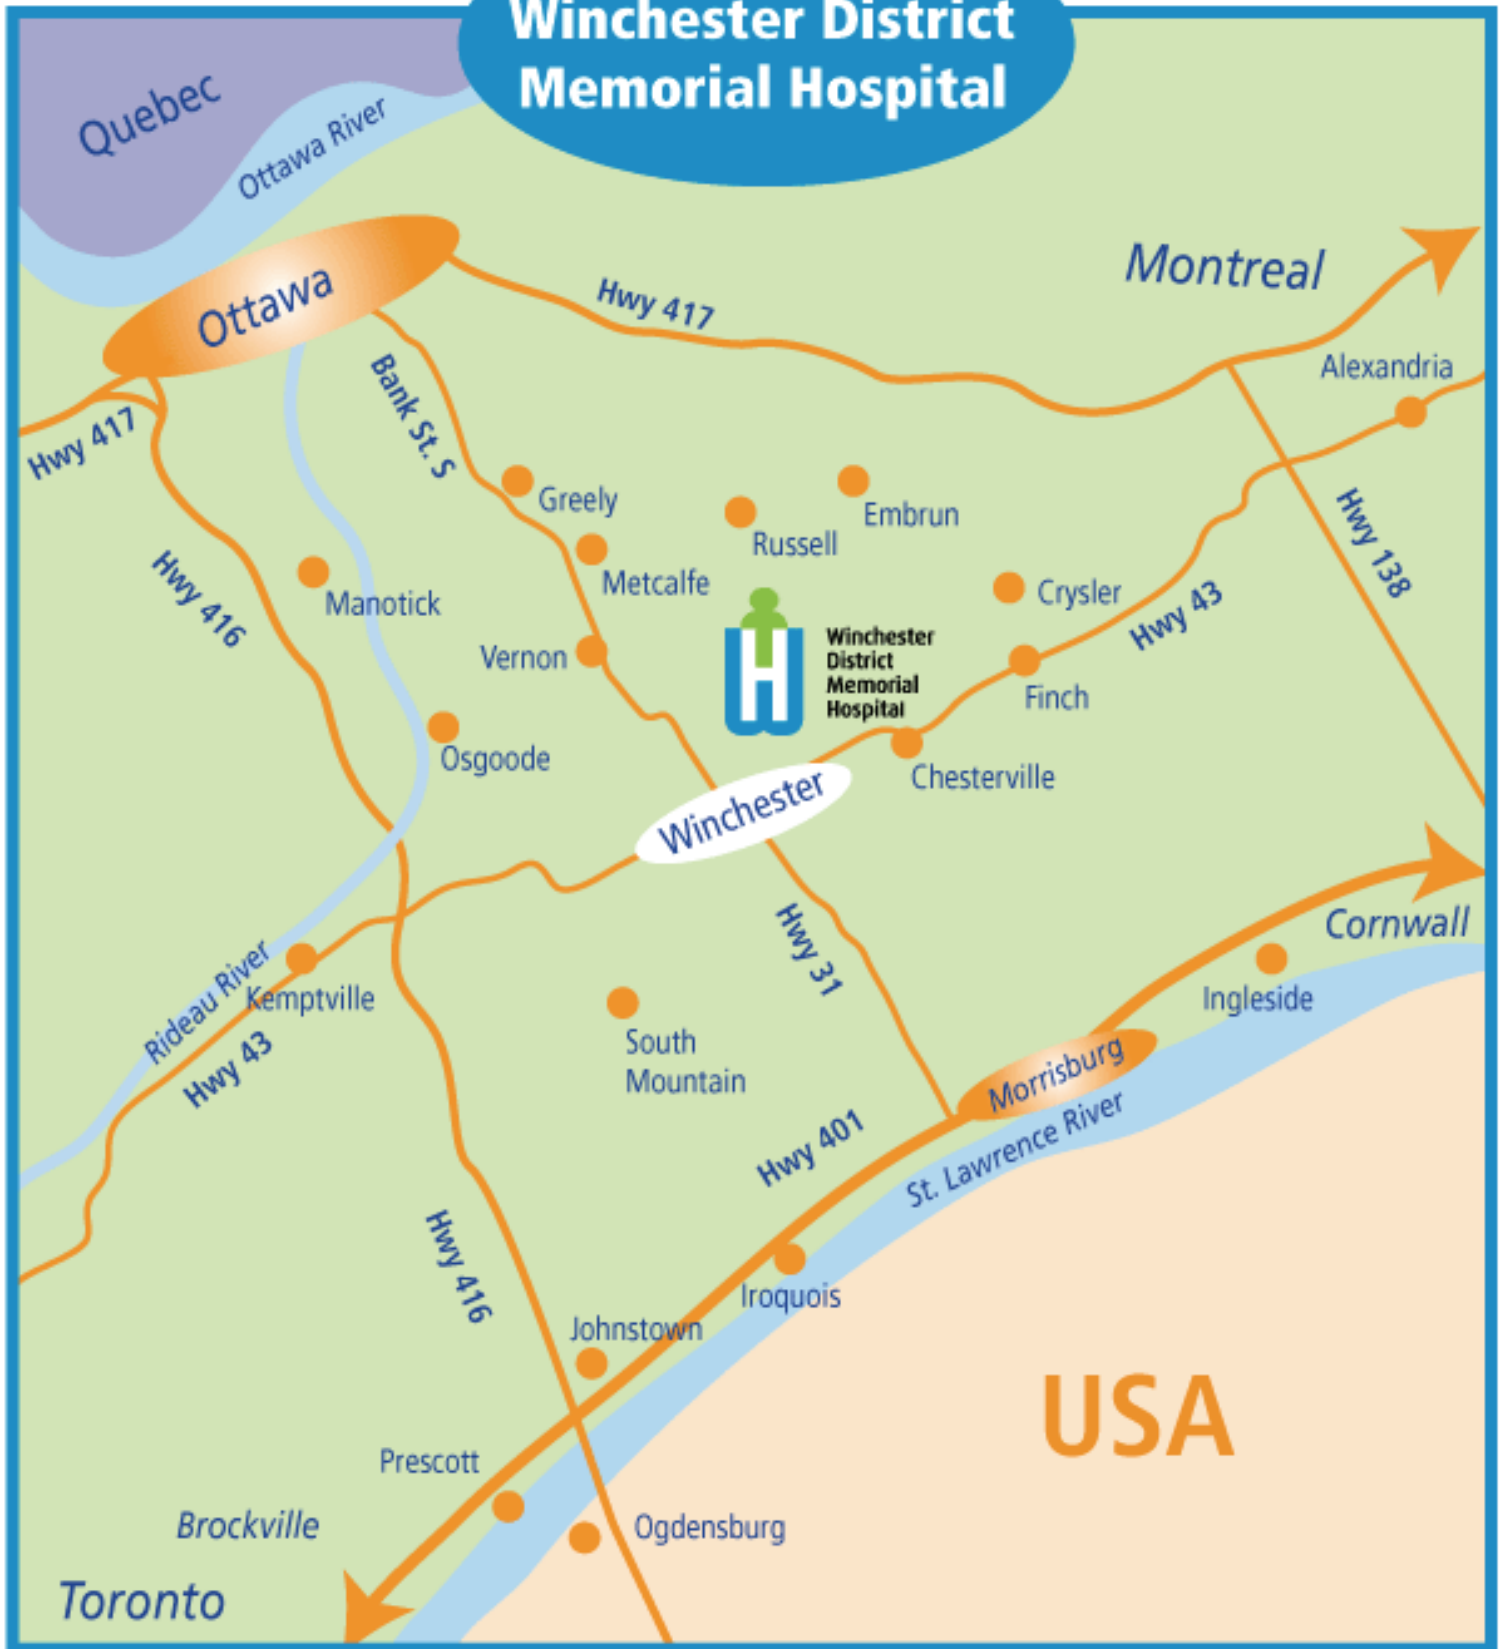 Winchester District
Memorial Hospital
Quebec
Ottawa River
Ottawa
Hwy 417
Montreal
Alexandria
Bank St. S
Hwy 417
Greely
Embrun
Russell
Hwy 138
Metcalfe
Hwy 416
Manotick
Crysler
Hwy 43
Vernon
Winchester
District
Memorial
Hospital
Finch
Osgoode
Chesterville
Winchester
Cornwall
Hwy 31
Rideau River
Kemptville
Ingleside
Hwy 43
South
Mountain
Morrisburg
Hwy 401
St. Lawrence River
Hwy 416
Iroquois
Johnstown
USA
Prescott
Brockville
Ogdensburg
Toronto